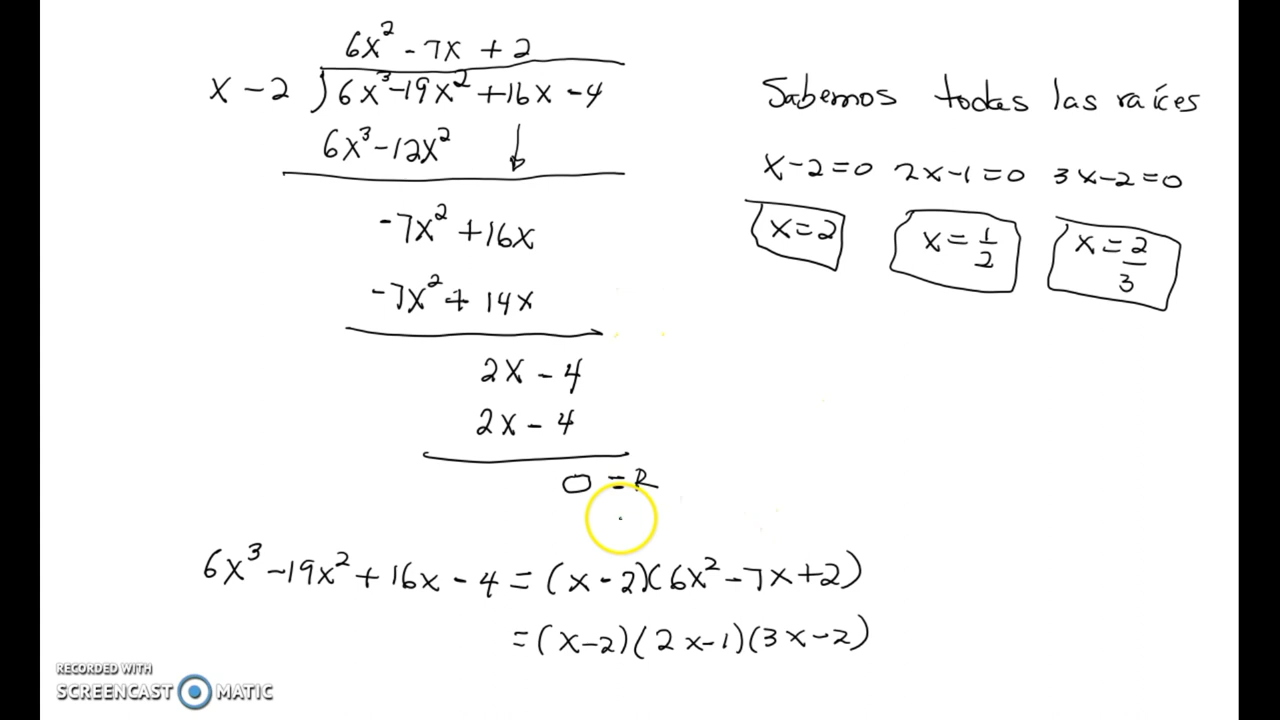 6x² - 7x + 2
x - 2 ) 6x³ - 19x² + 16x - 4
6x³ - 12x²
-7x² + 16x
-7x² + 14x
2x - 4
2x - 4
0 = R
Sabemos todas las raíces
x - 2 = 0 2x - 1 = 0 3x - 2 = 0
x = 2 x = 1/2 x = 2/3
6x³ - 19x² + 16x - 4 = (x - 2)(6x² - 7x + 2)
= (x - 2)(2x - 1)(3x - 2)
RECORDED WITH
SCREENCAST MATIC